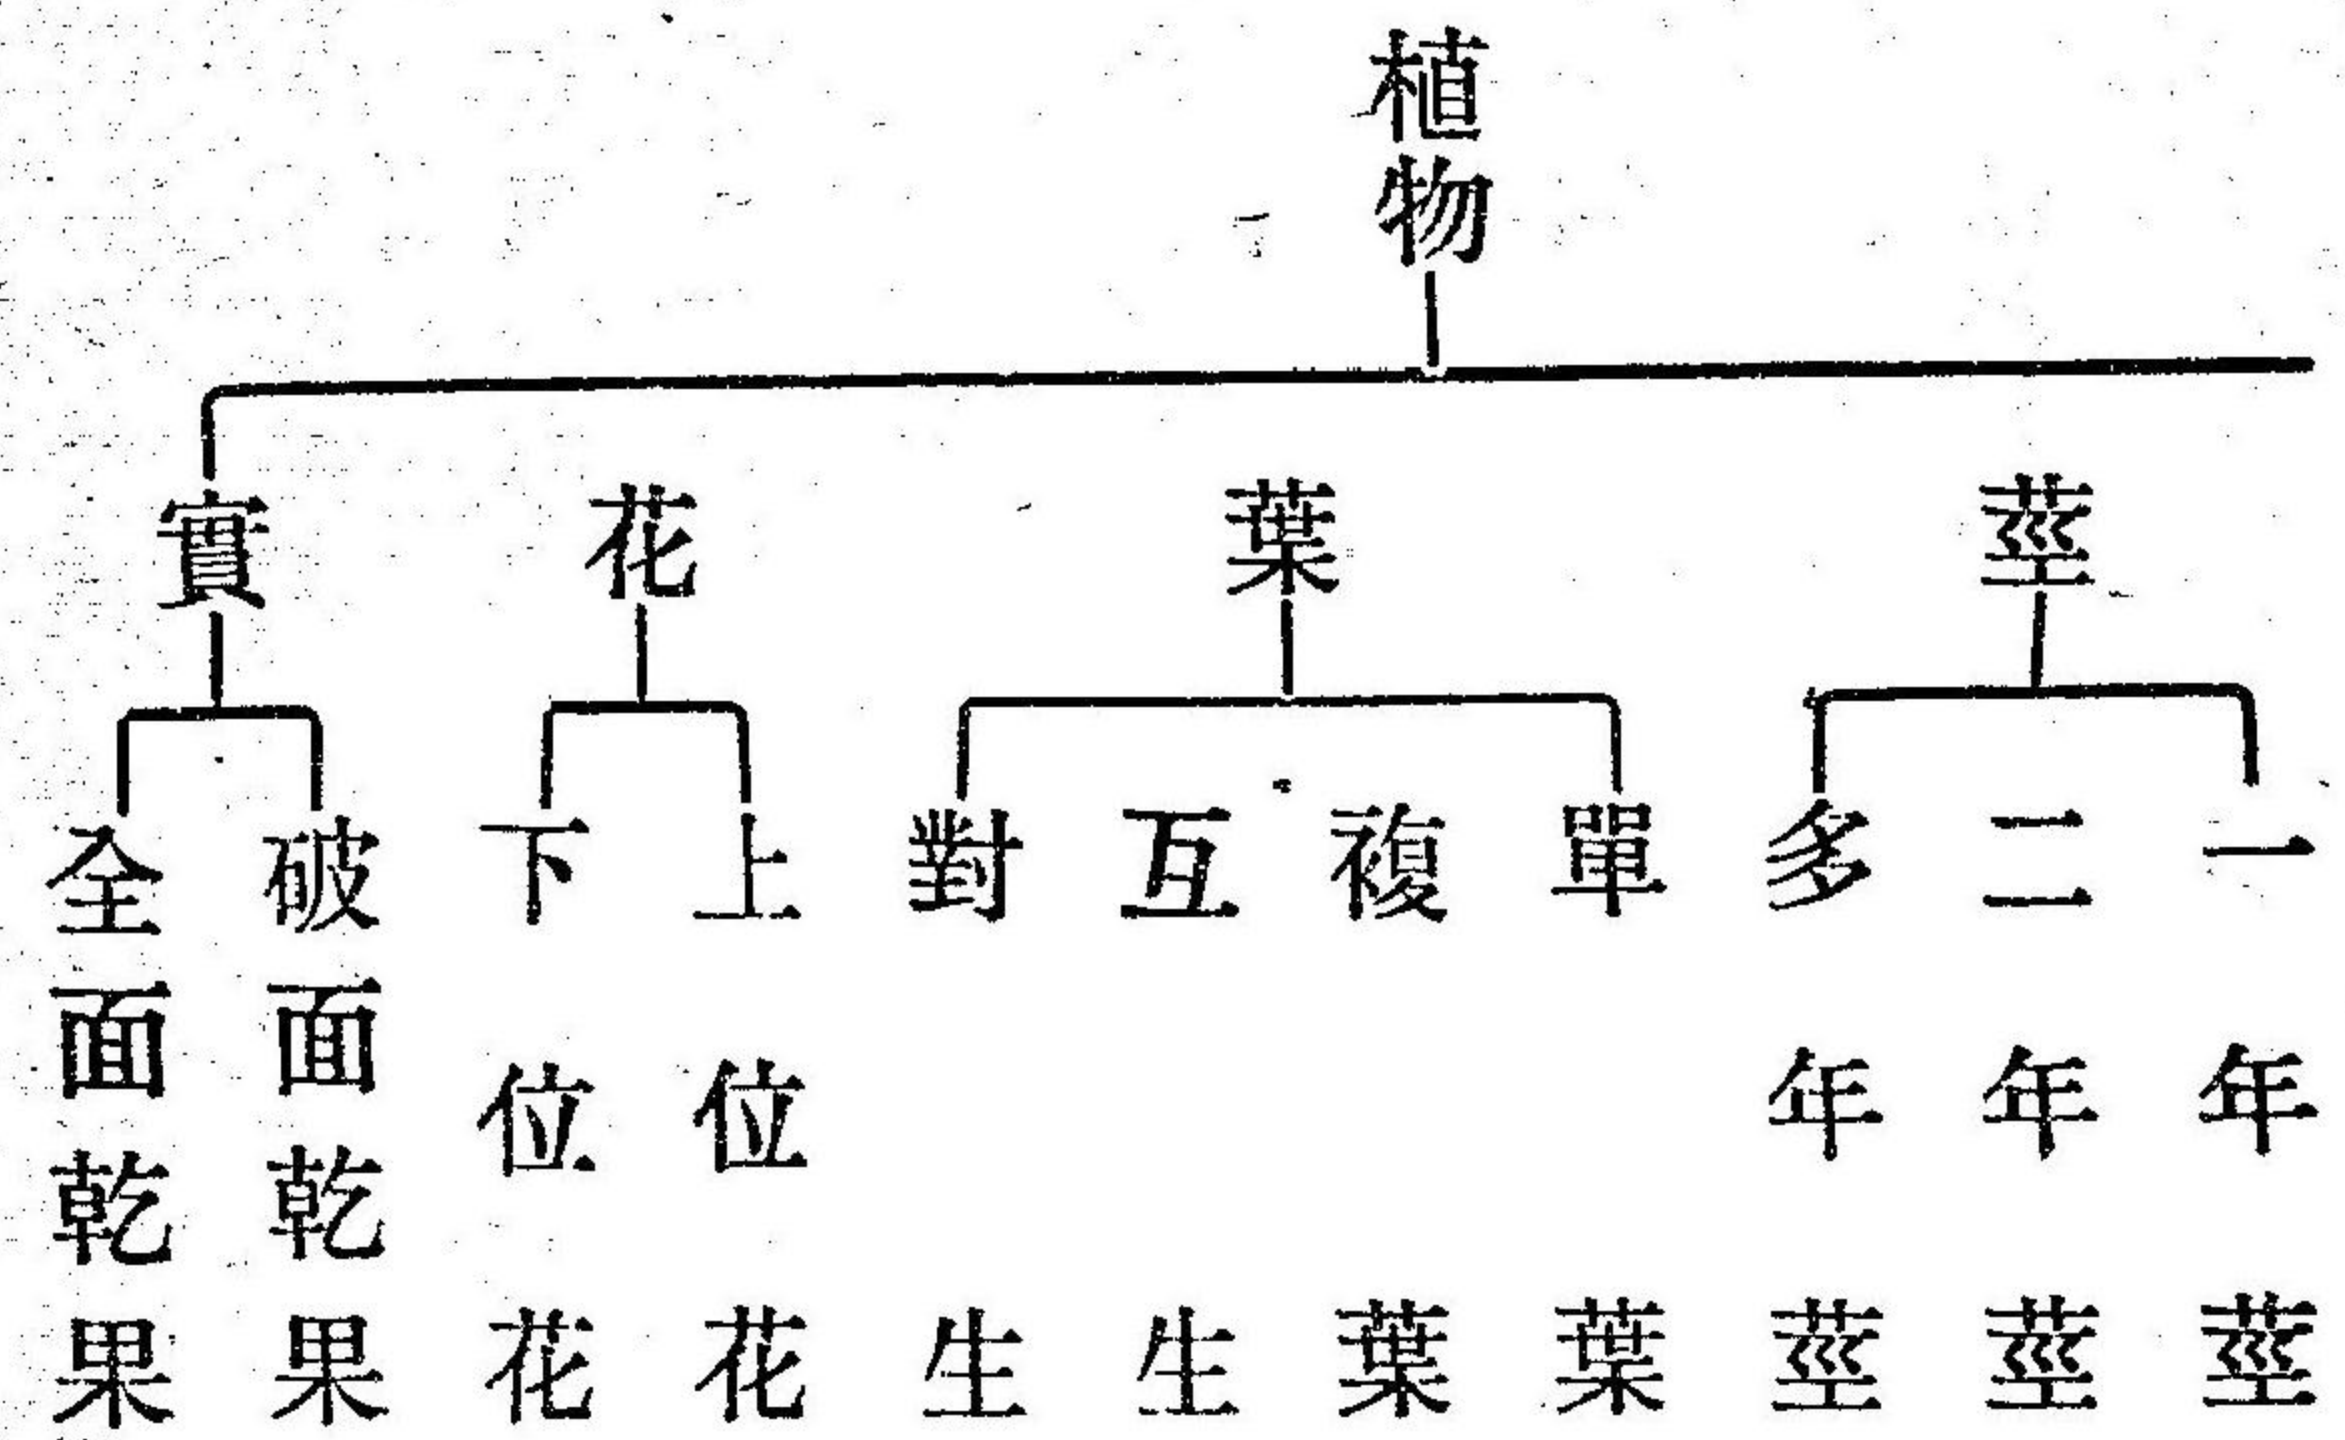 植物
莖
一年莖
二年莖
多年莖
葉
單葉
複葉
互生
對生
花
上位花
下位花
實
破面乾果
全面乾果